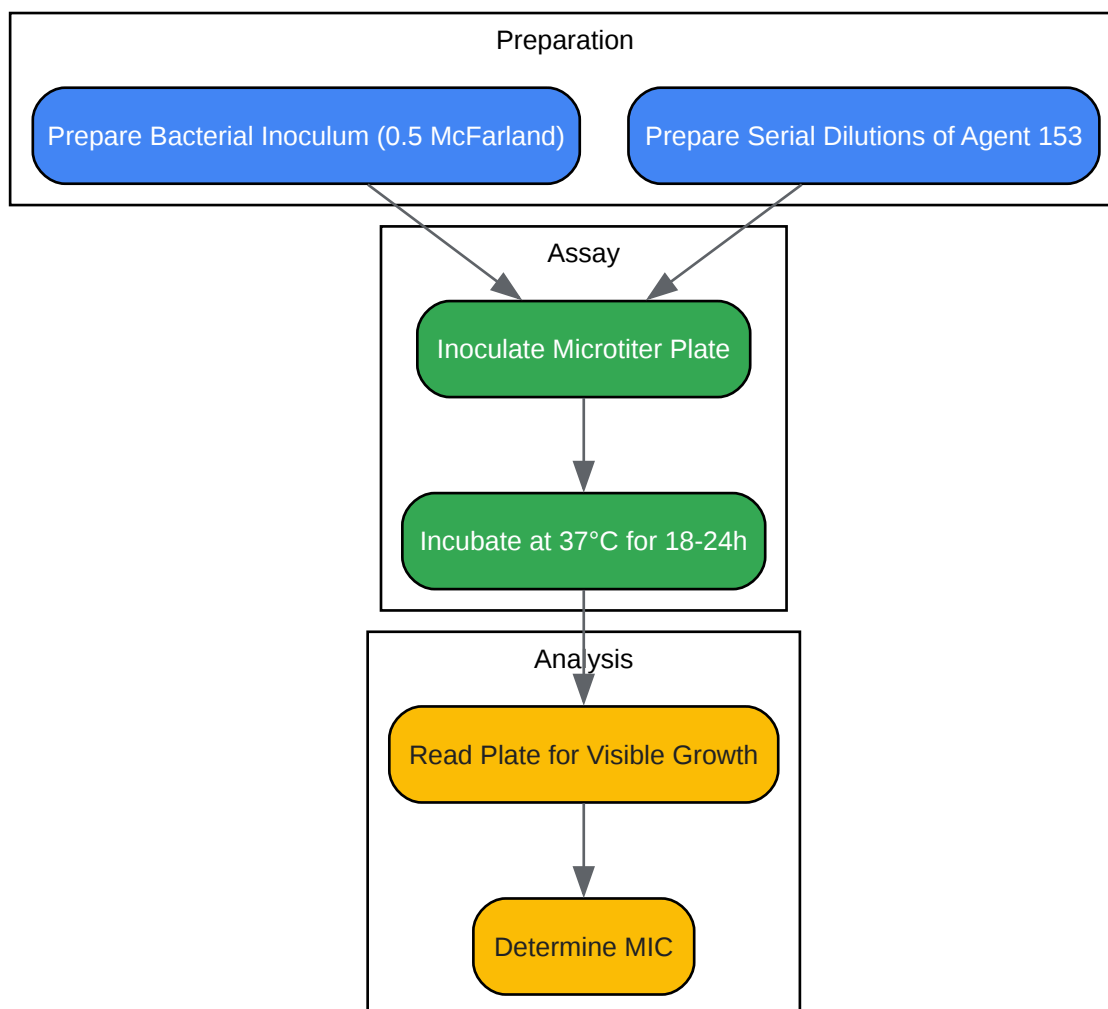 Preparation
Prepare Bacterial Inoculum (0.5 McFarland)
Prepare Serial Dilutions of Agent 153
Assay
Inoculate Microtiter Plate
Incubate at 37°C for 18-24h
Analysis
Read Plate for Visible Growth
Determine MIC